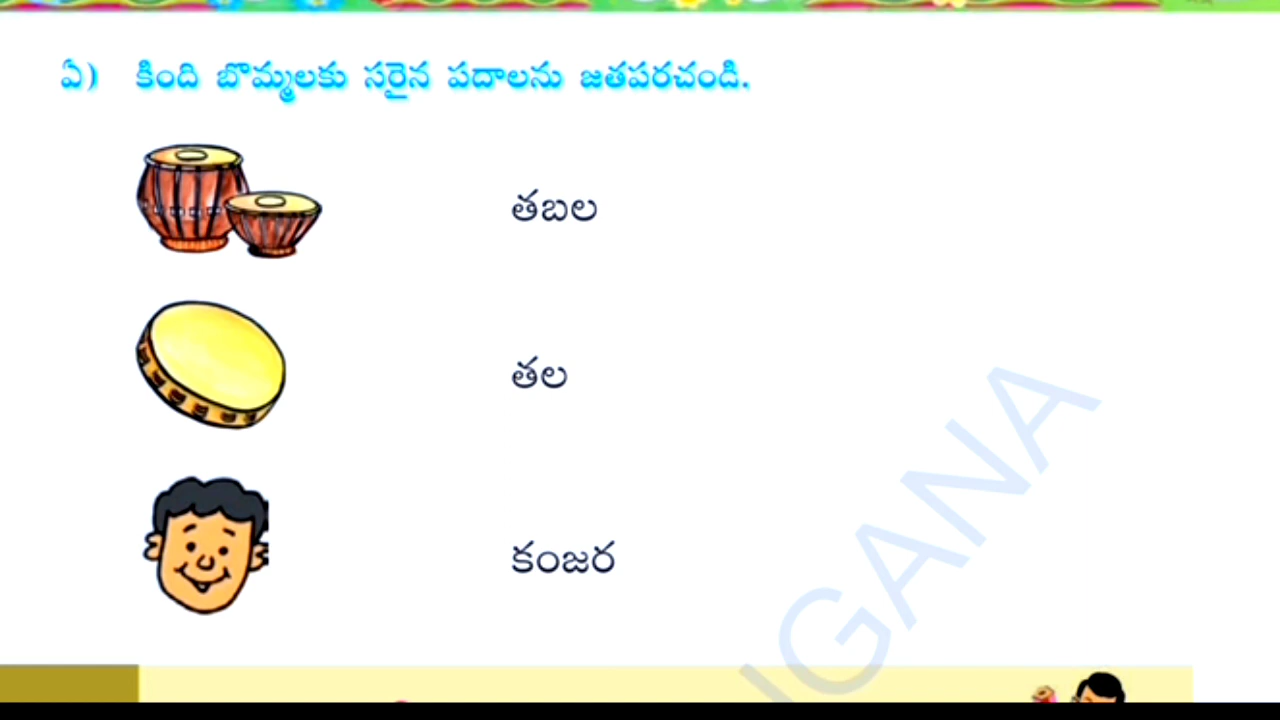 ఏ) కింది బొమ్మలకు సరైన పదాలను జతపరచండి.
తబల
తల
కంజర